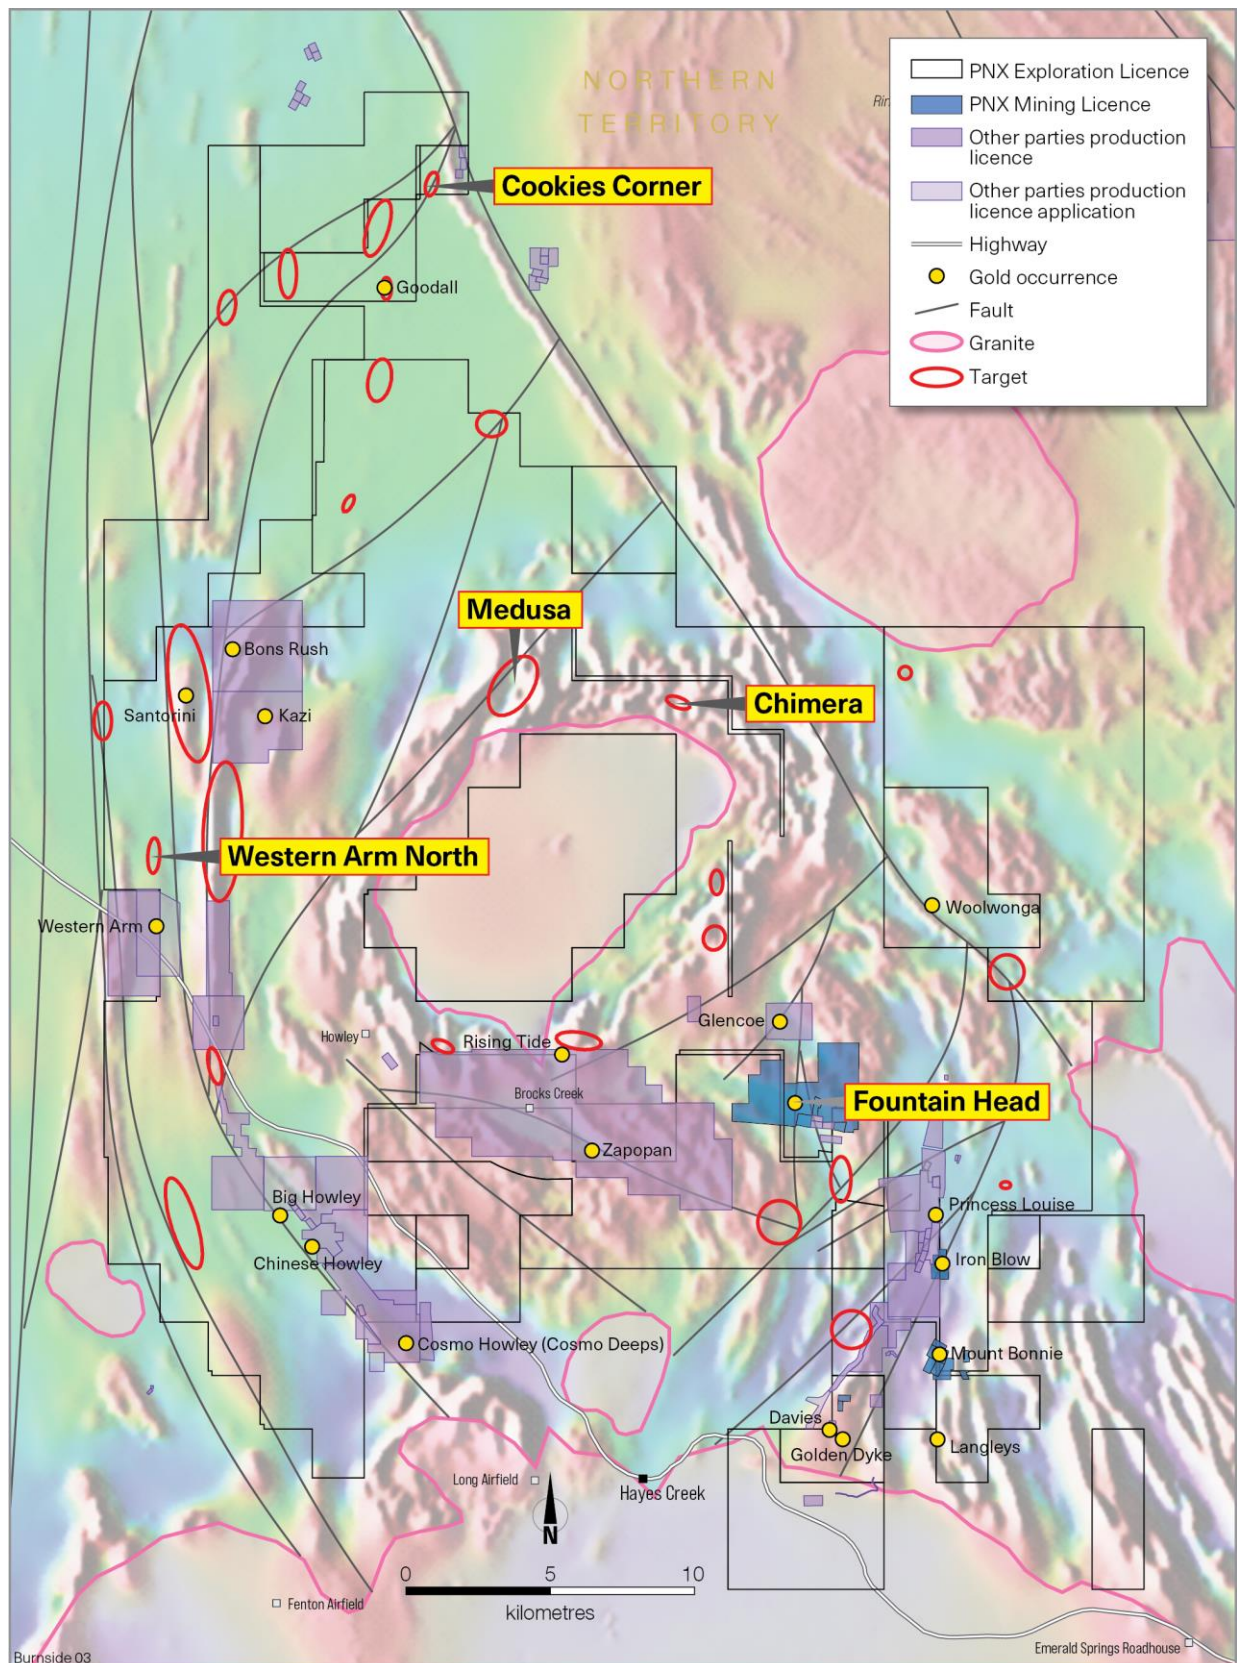 NORTHERN
TERRITORY
Rin
PNX Exploration Licence
PNX Mining Licence
Other parties production
licence
Other parties production
licence application
Highway
Gold occurrence
Fault
Granite
Target
Cookies Corner
Goodall
Medusa
Bons Rush
Santorini
Kazi
Chimera
Western Arm North
Western Arm
Woolwonga
Glencoe
Howley
Rising Tide
Brocks Creek
Fountain Head
Zapopan
Big Howley
Princess Louise
Chinese Howley
Iron Blow
Cosmo Howley (Cosmo Deeps)
Mount Bonnie
Davies
Golden Dyke
Langleys
Long Airfield
Hayes Creek
N
0 5 10
kilometres
Fenton Airfield
Emerald Springs Roadhouse
Burnside 03